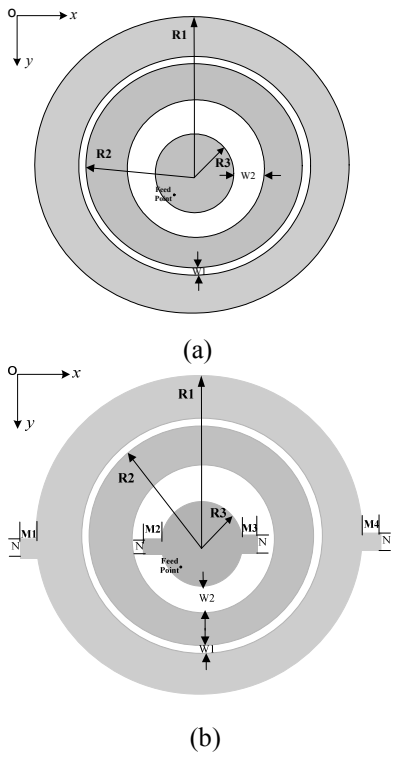 O
x
y
R1
R2
R3
W2
Feed
Point
W1
(a)
O
x
y
R1
R2
R3
M1
N
M2
N
M3
N
M4
N
Feed
Point
W2
W1
(b)